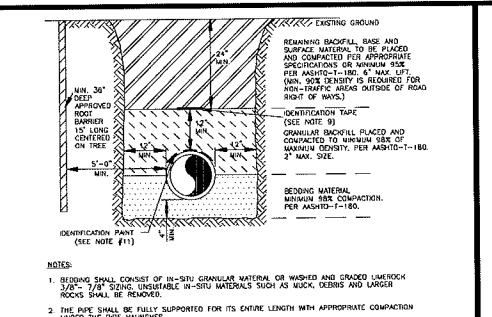 EXISTING GROUND
24"
MIN.
REMAINING BACKFILL, BASE AND
SURFACE MATERIAL TO BE PLACED
AND COMPACTED PER APPROPRIATE
SPECIFICATIONS OR MINIMUM 95%
PER AASHTO-T-180. 6" MAX. LIFT.
(MIN. 90% DENSITY IS REQUIRED FOR
NON-TRAFFIC AREAS OUTSIDE OF ROAD
RIGHT OF WAYS.)
MIN. 36"
DEEP
APPROVED
ROOT
BARRIER
15' LONG
CENTERED
ON TREE
IDENTIFICATION TAPE
(SEE NOTE 9)
GRANULAR BACKFILL PLACED AND
COMPACTED TO MINIMUM 98% OF
MAXIMUM DENSITY. PER AASHTO-T-180.
2" MAX. SIZE.
12"
MIN.
12"
MIN.
12"
MIN.
5'-0"
MIN.
BEDDING MATERIAL
MINIMUM 98% COMPACTION.
PER AASHTO-T-180.
4"
MIN.
IDENTIFICATION PAINT
(SEE NOTE #11)
NOTES:
1. BEDDING SHALL CONSIST OF IN-SITU GRANULAR MATERIAL OR WASHED AND GRADED LIMEROCK
3/8"- 7/8" SIZING. UNSUITABLE IN-SITU MATERIALS SUCH AS MUCK, DEBRIS AND LARGER
ROCKS SHALL BE REMOVED.
2 THE PIPE SHALL BE FULLY SUPPORTED FOR ITS ENTIRE LENGTH WITH APPROPRIATE COMPACTION
UNDER THE PIPE HAUNCHES